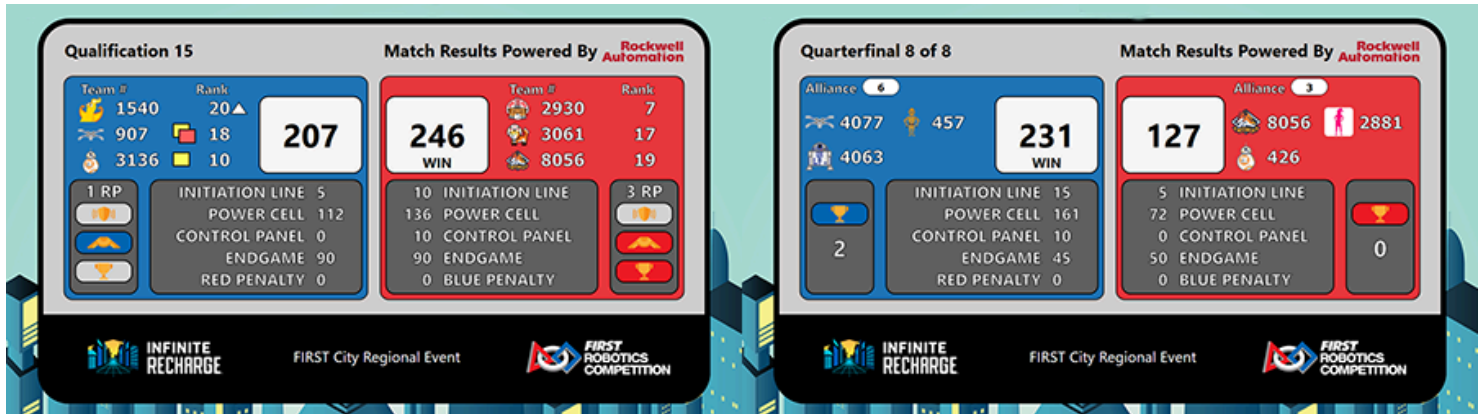 Qualification 15
Match Results Powered By Rockwell Automation
Team # Rank
1540 20
907 18
3136 10
207
246
WIN
Team # Rank
2930 7
3061 17
8056 19
1 RP
INITIATION LINE 5
POWER CELL 112
CONTROL PANEL 0
ENDGAME 90
RED PENALTY 0
10 INITIATION LINE
136 POWER CELL
10 CONTROL PANEL
90 ENDGAME
0 BLUE PENALTY
3 RP
INFINITE
RECHARGE
FIRST City Regional Event
FIRST
ROBOTICS
COMPETITION
Quarterfinal 8 of 8
Match Results Powered By Rockwell Automation
Alliance 6
4077 457
4063
231
WIN
127
Alliance 3
8056 2881
426
2
INITIATION LINE 15
POWER CELL 161
CONTROL PANEL 10
ENDGAME 45
RED PENALTY 0
5 INITIATION LINE
72 POWER CELL
0 CONTROL PANEL
50 ENDGAME
0 BLUE PENALTY
0
INFINITE
RECHARGE
FIRST City Regional Event
FIRST
ROBOTICS
COMPETITION